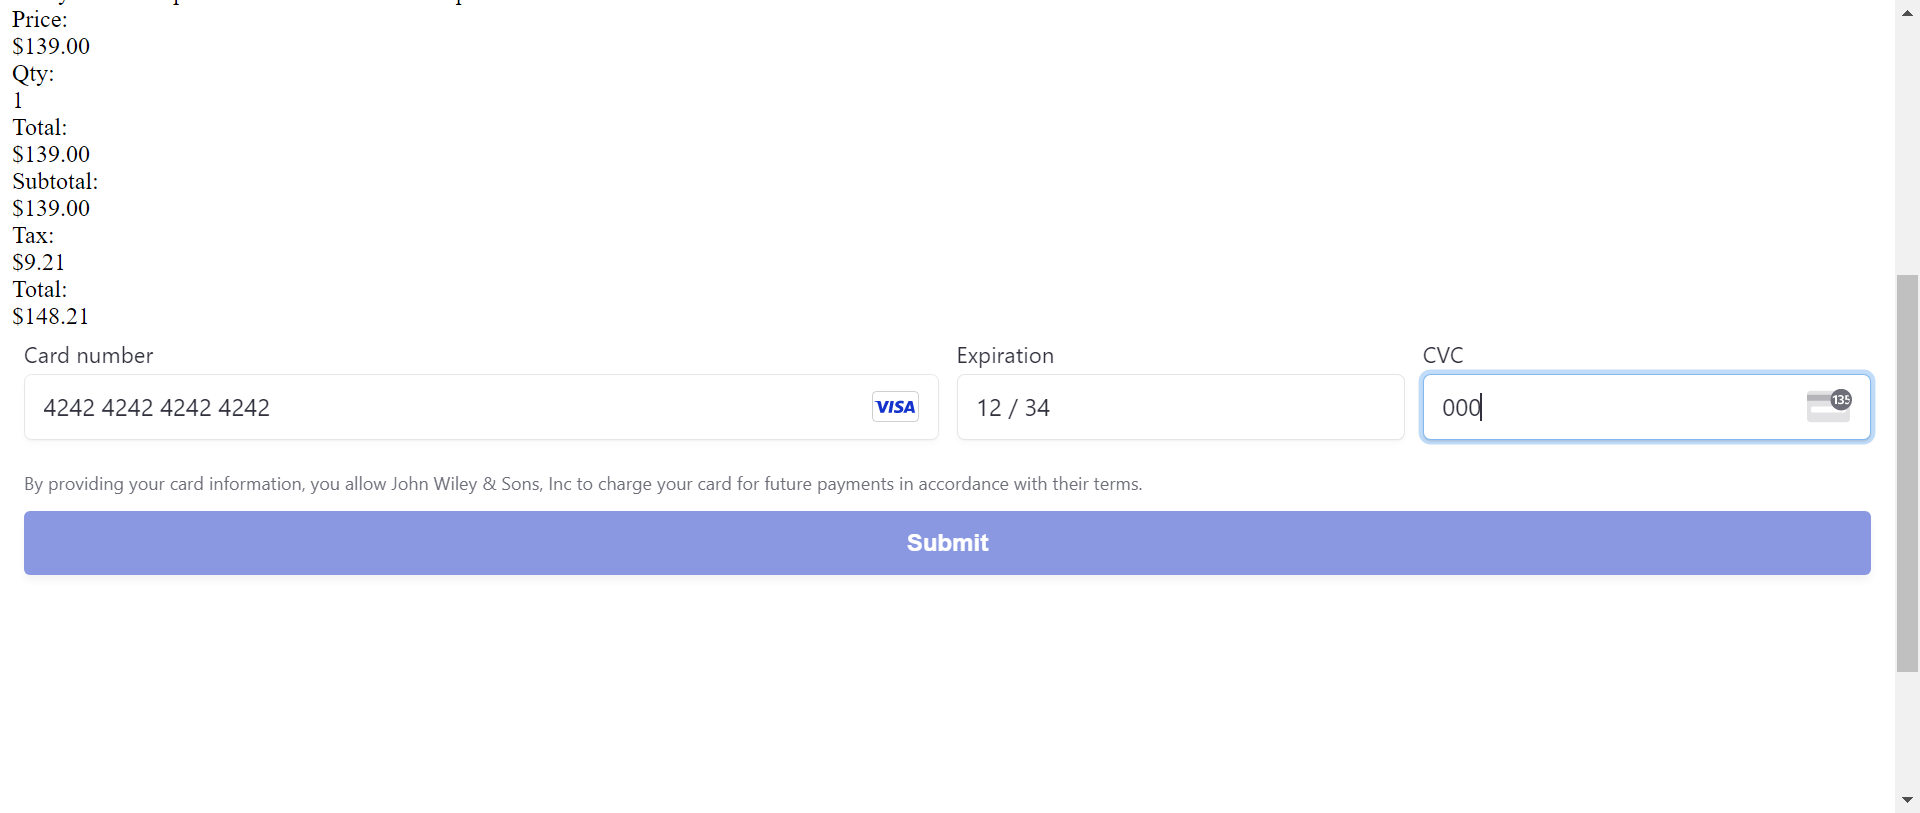 Price:
$139.00
Qty:
1
Total:
$139.00
Subtotal:
$139.00
Tax:
$9.21
Total:
$148.21
Card number Expiration CVC
4242 4242 4242 4242 VISA 12 / 34 000 135
By providing your card information, you allow John Wiley & Sons, Inc to charge your card for future payments in accordance with their terms.
Submit